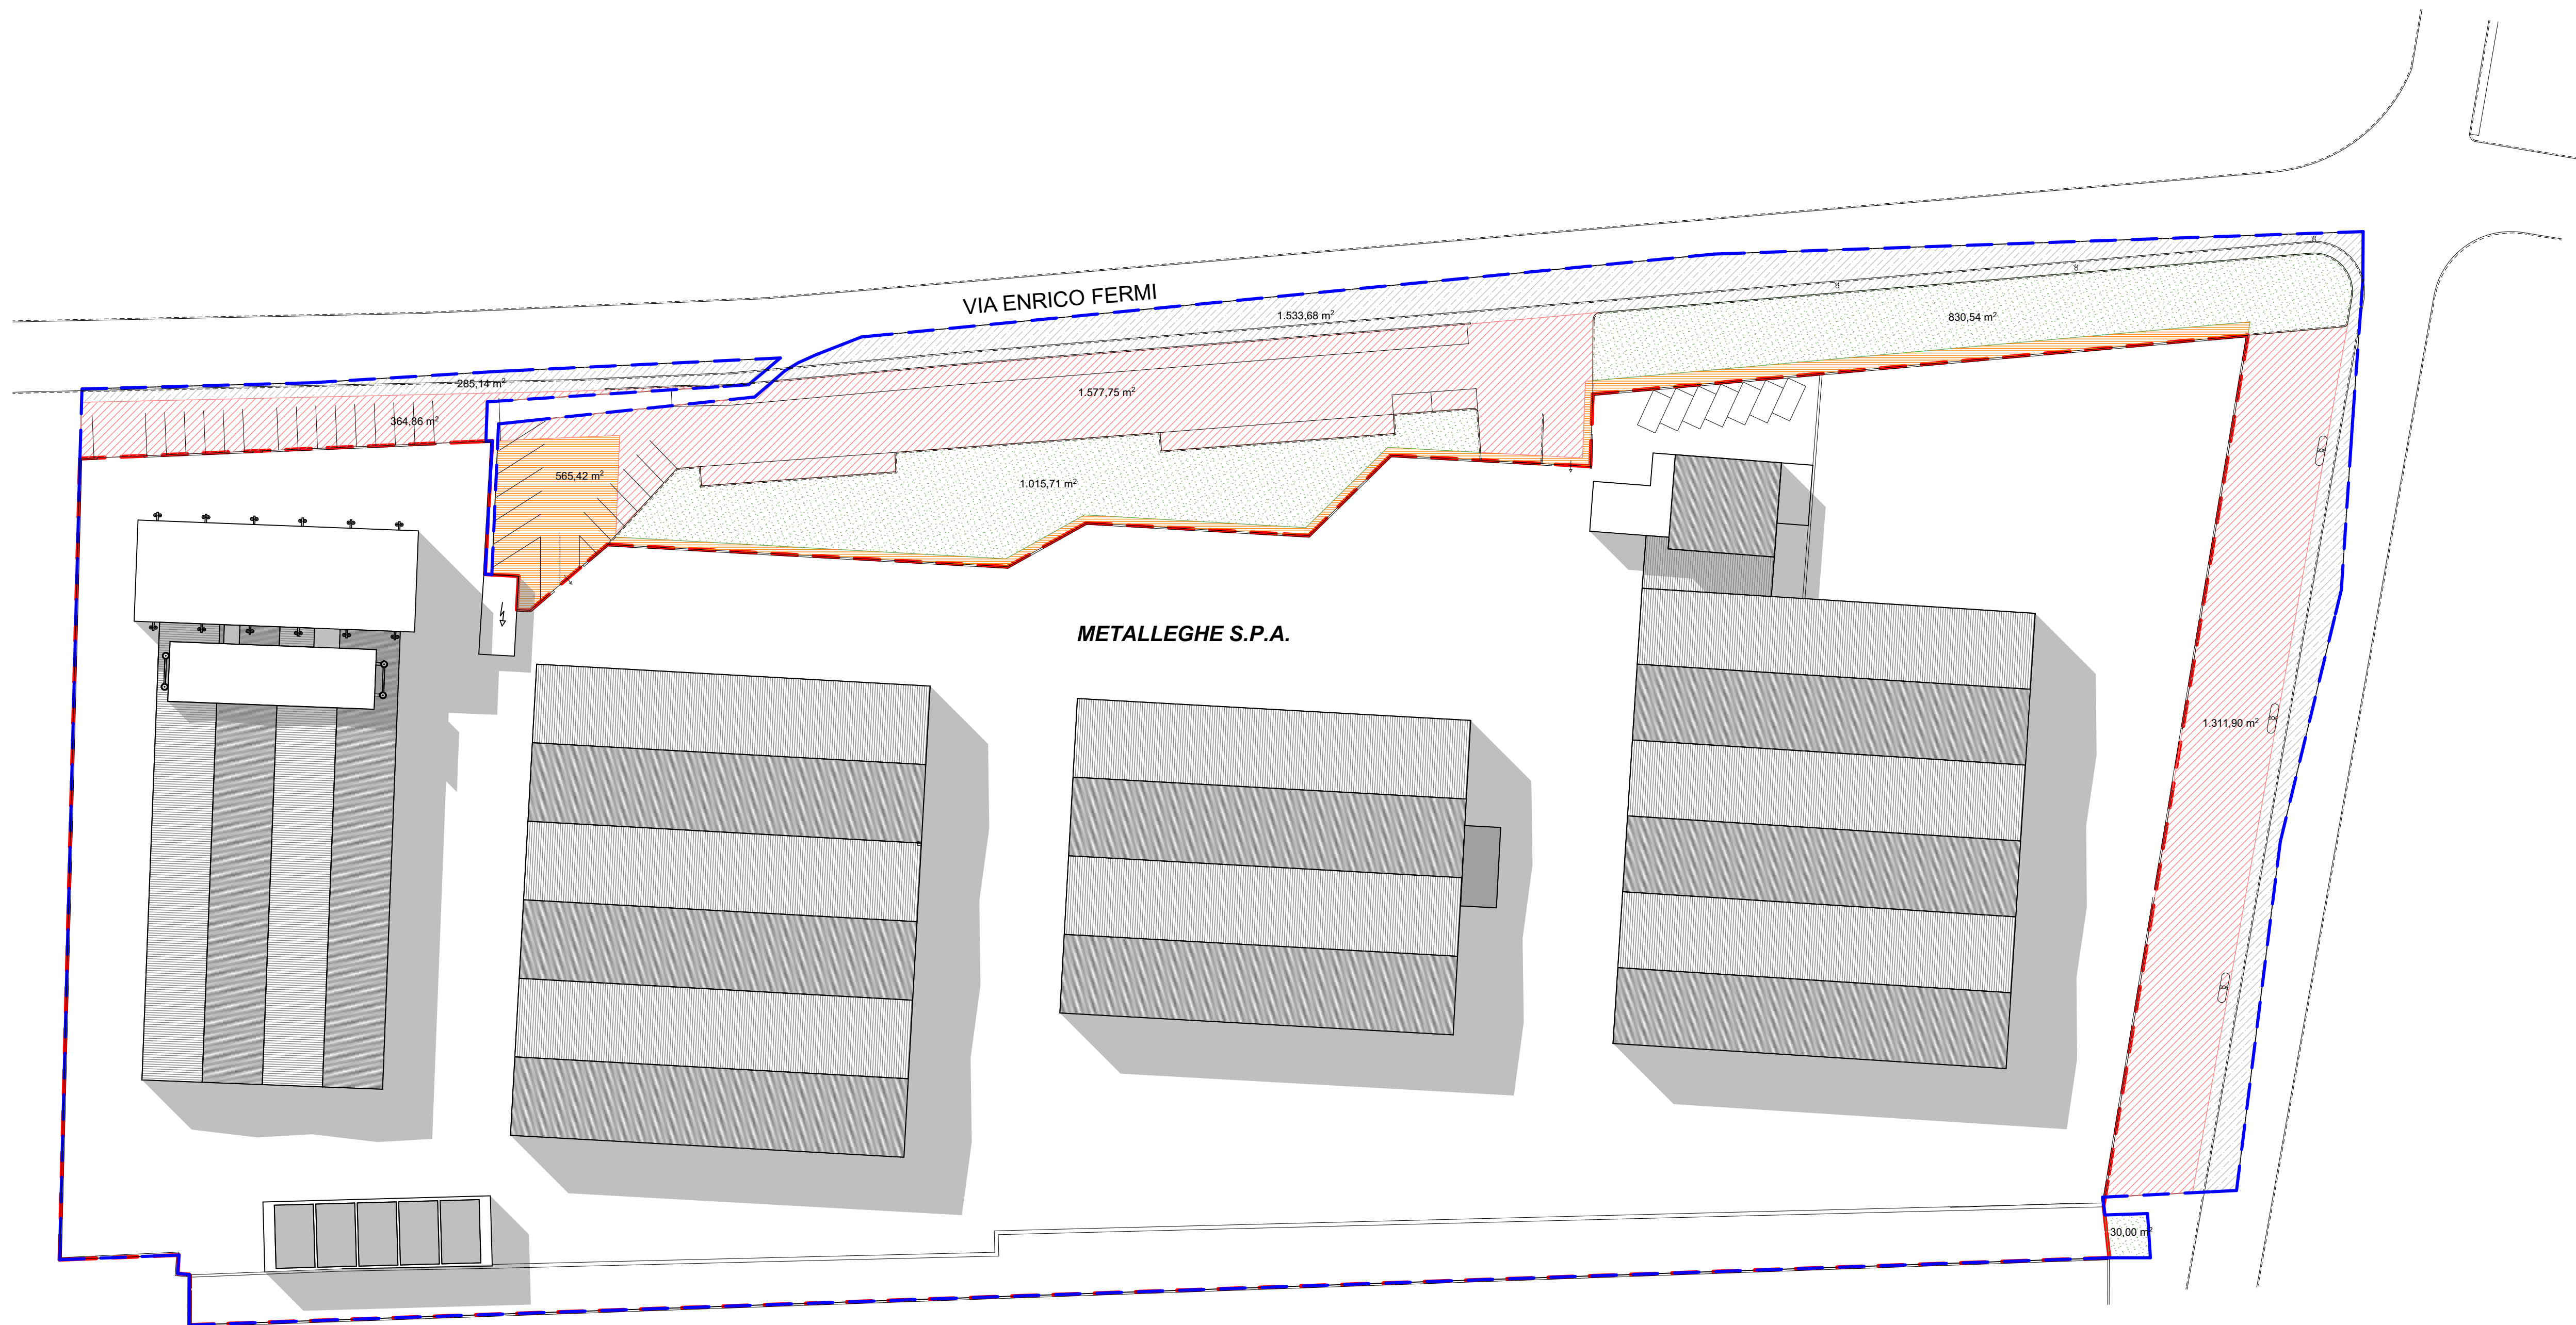 VIA ENRICO FERMI
1.533,68 m²
830,54 m²
285,14 m²
1.577,75 m²
364,86 m²
565,42 m²
1.015,71 m²
METALLEGHE S.P.A.
1.311,90 m²
30,00 m²